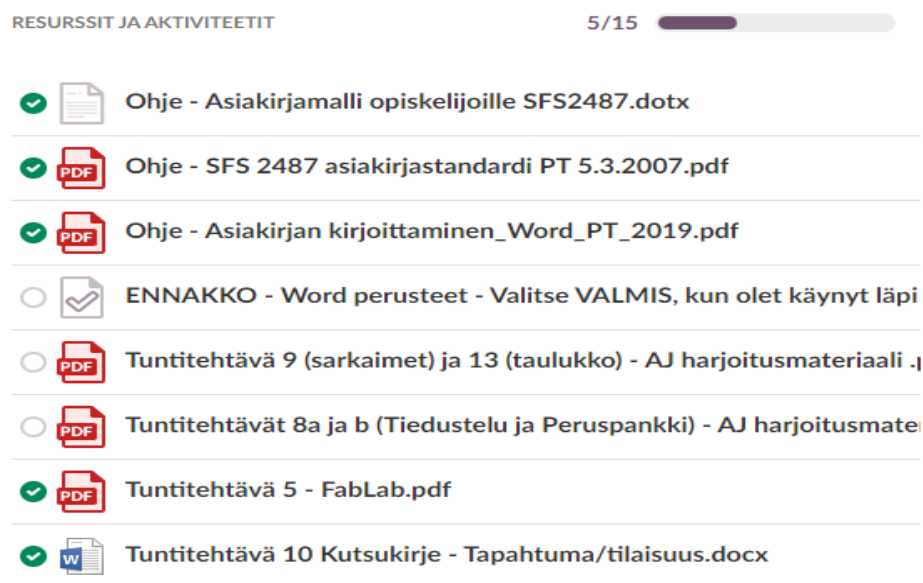 RESURSSIT JA AKTIVITEETIT 5/15
Ohje - Asiakirjamalli opiskelijoille SFS2487.dotx
PDF Ohje - SFS 2487 asiakirjastandardi PT 5.3.2007.pdf
PDF Ohje - Asiakirjan kirjoittaminen_Word_PT_2019.pdf
ENNAKKO - Word perusteet - Valitse VALMIS, kun olet käynyt läpi
PDF Tuntitehtävä 9 (sarkaimet) ja 13 (taulukko) - AJ harjoitusmateriaali .
PDF Tuntitehtävät 8a ja b (Tiedustelu ja Peruspankki) - AJ harjoitusmate
PDF Tuntitehtävä 5 - FabLab.pdf
W Tuntitehtävä 10 Kutsukirje - Tapahtuma/tilaisuus.docx